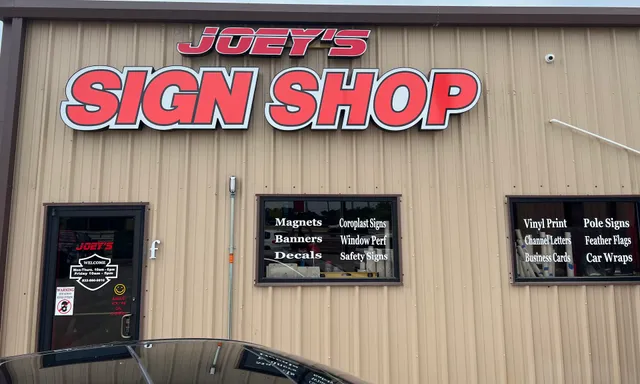 JOEY'S
SIGN SHOP
Magnets
Banners
Decals
Coroplast Signs
Window Perf
Safety Signs
Vinyl Print
Channel Letters
Business Cards
Pole Signs
Feather Flags
Car Wraps
JOEY'S
WELCOME
f
WARNING